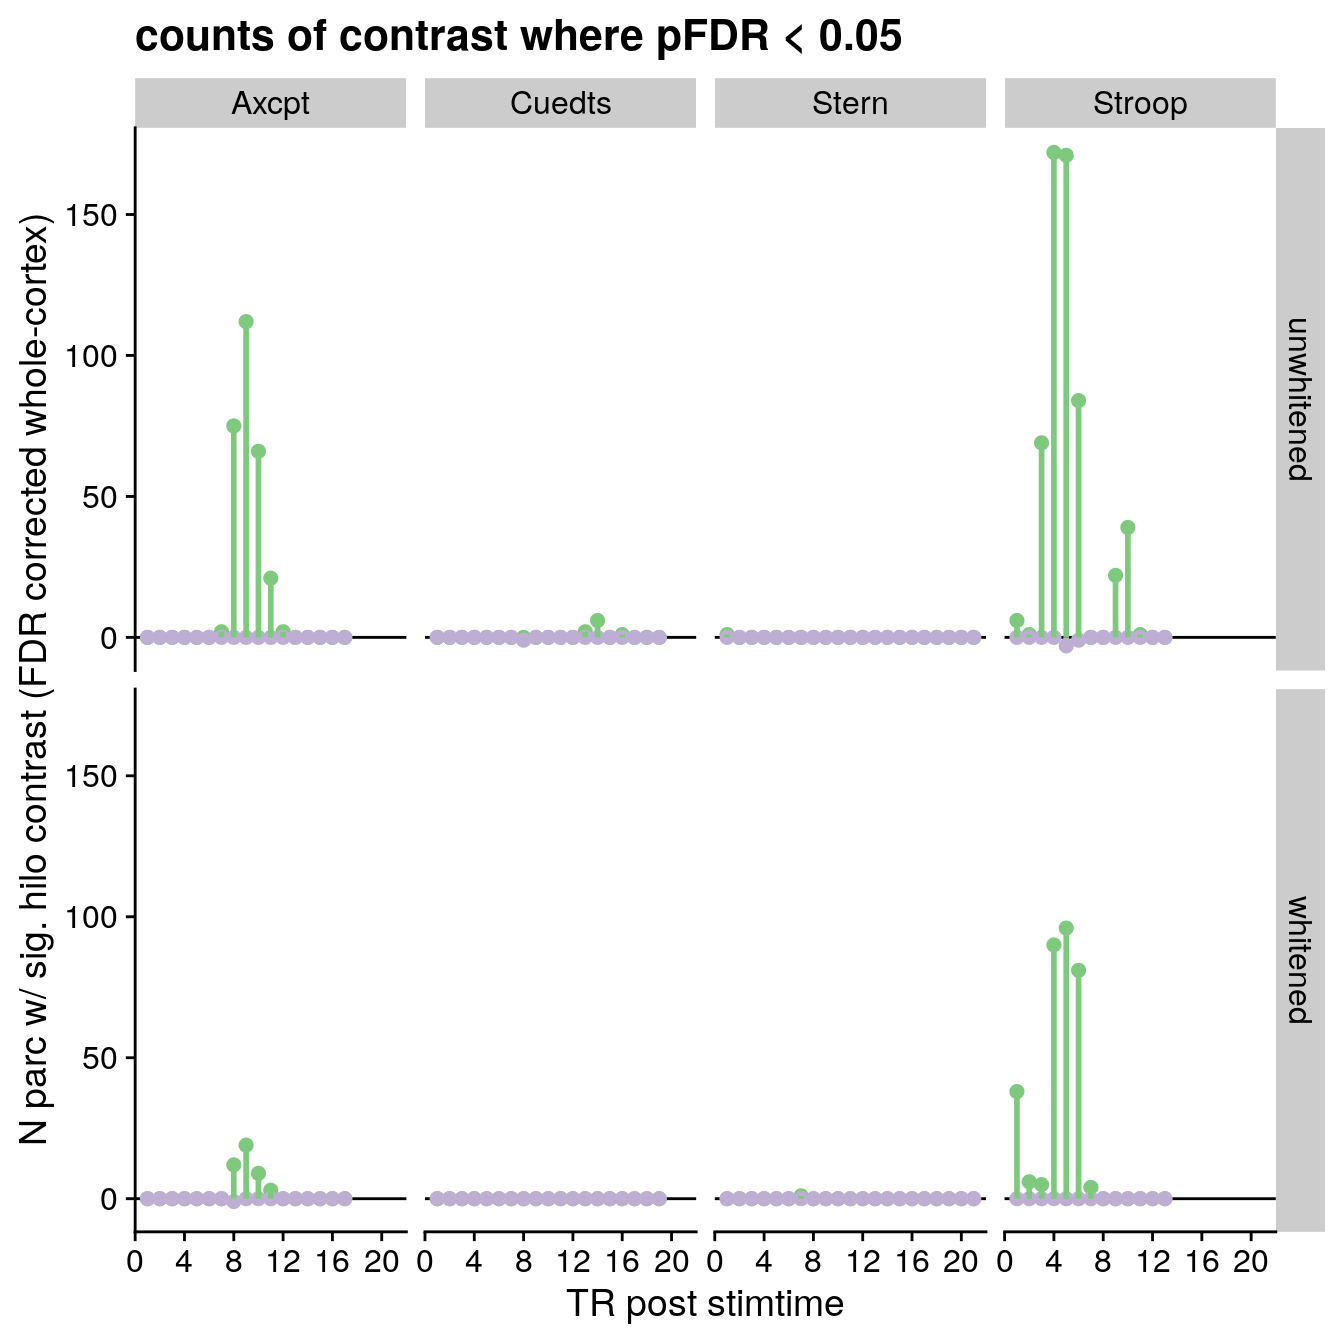 counts of contrast where pFDR < 0.05
Axcpt Cuedts Stern Stroop
N parc w/ sig. hilo contrast (FDR corrected whole-cortex)
150
100
50
0
unwhitened
150
100
50
0
whitened
0 4 8 12 16 20 0 4 8 12 16 20 0 4 8 12 16 20 0 4 8 12 16 20
TR post stimtime